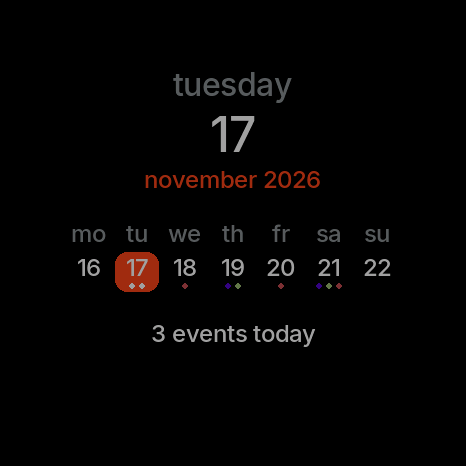 tuesday
17
november 2026
mo tu we th fr sa su
16 17 18 19 20 21 22
3 events today